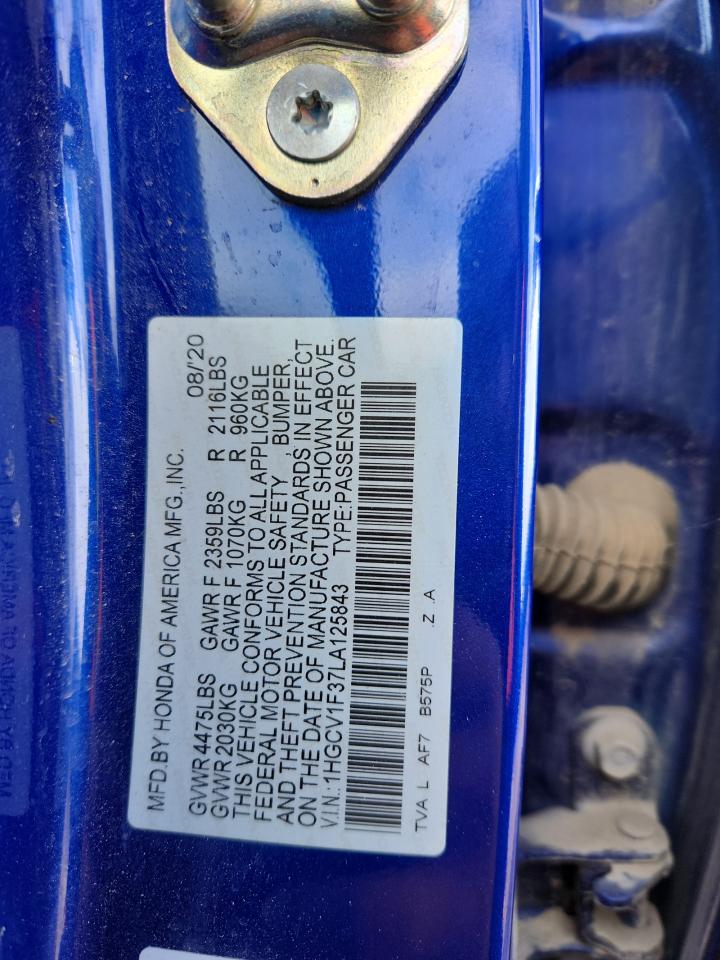 MFD.BY HONDA OF AMERICA MFG.,INC. 08/'20
GVWR 4475LBS GAWR F 2359LBS R 2116LBS
GVWR 2030KG GAWR F 1070KG R 960KG
THIS VEHICLE CONFORMS TO ALL APPLICABLE
FEDERAL MOTOR VEHICLE SAFETY , BUMPER,
AND THEFT PREVENTION STANDARDS IN EFFECT
ON THE DATE OF MANUFACTURE SHOWN ABOVE.
V.I.N.:1HGCV1F37LA125843 TYPE:PASSENGER CAR
TVA L AF7 B575P .Z .A